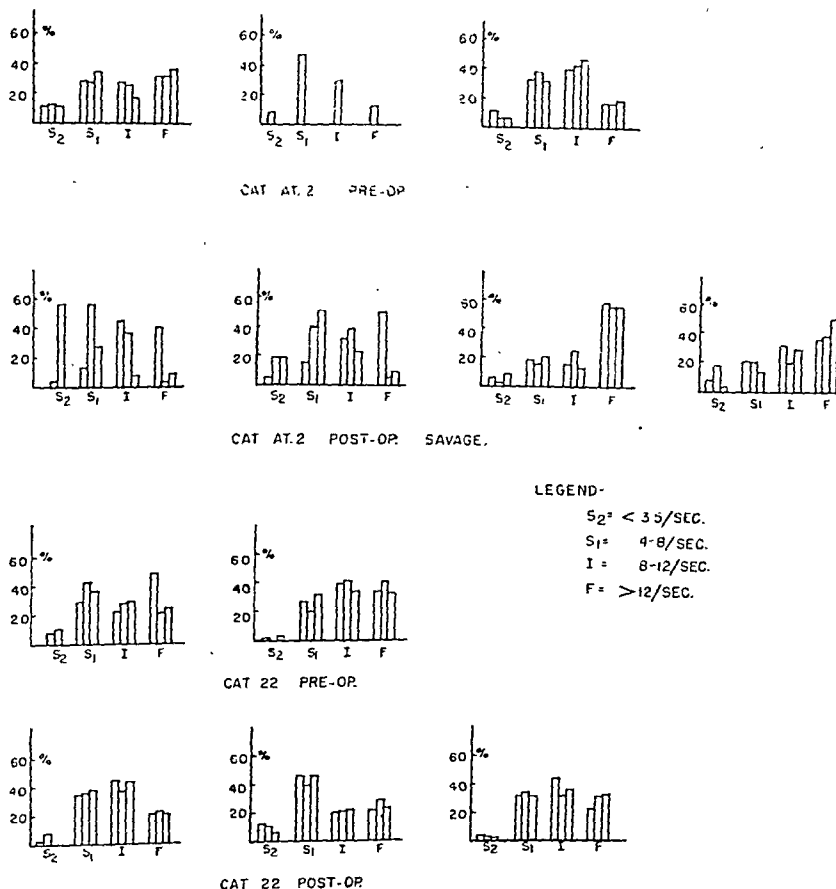 % % %
60 60 60
40 40 40
20 20 20
S2 S1 I F S2 S1 I F S2 S1 I F
CAT AT.2 PRE-OP
% % % %
60 60 60 60
40 40 40 40
20 20 20 20
S2 S1 I F S2 S1 I F S2 S1 I F S2 S1 I F
CAT AT.2 POST-OP. SAVAGE.
LEGEND-
S2= < 3.5/SEC.
S1= 4-8/SEC.
I = 8-12/SEC.
F = >12/SEC.
% %
60 60
40 40
20 20
S2 S1 I F S2 S1 I F
CAT 22 PRE-OP.
% % %
60 60 60
40 40 40
20 20 20
S2 S1 I F S2 S1 I F S2 S1 I F
CAT 22 POST-OP.